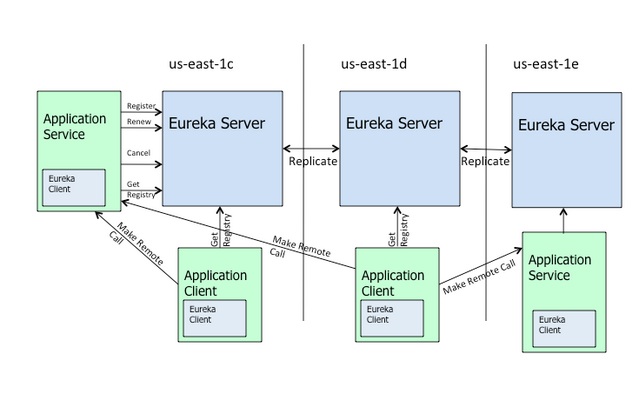 us-east-1c
us-east-1d
us-east-1e
Application
Service
Eureka
Client
Register
Renew
Cancel
Get
Registry
Eureka Server
Replicate
Eureka Server
Replicate
Eureka Server
Make Remote
Call
Get
Registry
Make Remote
Call
Get
Registry
Make Remote Call
Application
Client
Eureka
Client
Application
Client
Eureka
Client
Application
Service
Eureka
Client